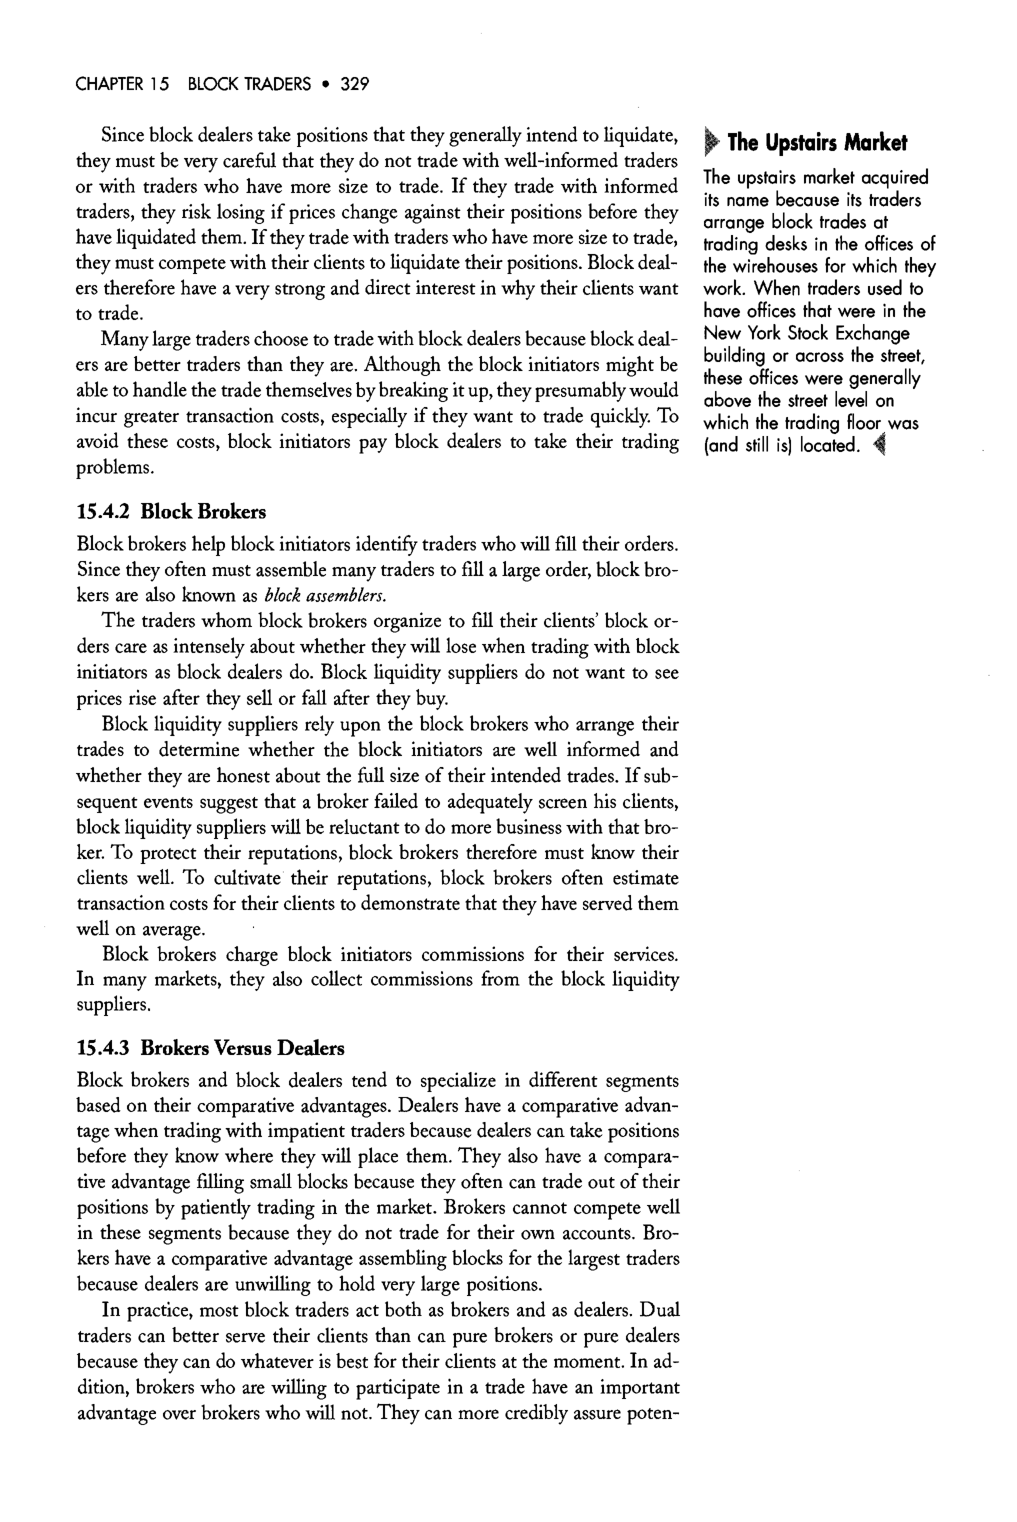 CHAPTER 15 BLOCK TRADERS • 329
Since block dealers take positions that they generally intend to liquidate,
they must be very careful that they do not trade with well-informed traders
or with traders who have more size to trade. If they trade with informed
traders, they risk losing if prices change against their positions before they
have liquidated them. If they trade with traders who have more size to trade,
they must compete with their clients to liquidate their positions. Block deal-
ers therefore have a very strong and direct interest in why their clients want
to trade.
Many large traders choose to trade with block dealers because block deal-
ers are better traders than they are. Although the block initiators might be
able to handle the trade themselves by breaking it up, they presumably would
incur greater transaction costs, especially if they want to trade quickly. To
avoid these costs, block initiators pay block dealers to take their trading
problems.
15.4.2 Block Brokers
Block brokers help block initiators identify traders who will fill their orders.
Since they often must assemble many traders to fill a large order, block bro-
kers are also known as block assemblers.
The traders whom block brokers organize to fill their clients' block or-
ders care as intensely about whether they will lose when trading with block
initiators as block dealers do. Block liquidity suppliers do not want to see
prices rise after they sell or fall after they buy.
Block liquidity suppliers rely upon the block brokers who arrange their
trades to determine whether the block initiators are well informed and
whether they are honest about the full size of their intended trades. If sub-
sequent events suggest that a broker failed to adequately screen his clients,
block liquidity suppliers will be reluctant to do more business with that bro-
ker. To protect their reputations, block brokers therefore must know their
clients well. To cultivate their reputations, block brokers often estimate
transaction costs for their clients to demonstrate that they have served them
well on average.
Block brokers charge block initiators commissions for their services.
In many markets, they also collect commissions from the block liquidity
suppliers.
15.4.3 Brokers Versus Dealers
Block brokers and block dealers tend to specialize in different segments
based on their comparative advantages. Dealers have a comparative advan-
tage when trading with impatient traders because dealers can take positions
before they know where they will place them. They also have a compara-
tive advantage filling small blocks because they often can trade out of their
positions by patiently trading in the market. Brokers cannot compete well
in these segments because they do not trade for their own accounts. Bro-
kers have a comparative advantage assembling blocks for the largest traders
because dealers are unwilling to hold very large positions.
In practice, most block traders act both as brokers and as dealers. Dual
traders can better serve their clients than can pure brokers or pure dealers
because they can do whatever is best for their clients at the moment. In ad-
dition, brokers who are willing to participate in a trade have an important
advantage over brokers who will not. They can more credibly assure poten-
The Upstairs Market
The upstairs market acquired
its name because its traders
arrange block trades at
trading desks in the offices of
the wirehouses for which they
work. When traders used to
have offices that were in the
New York Stock Exchange
building or across the street,
these offices were generally
above the street level on
which the trading floor was
(and still is) located.